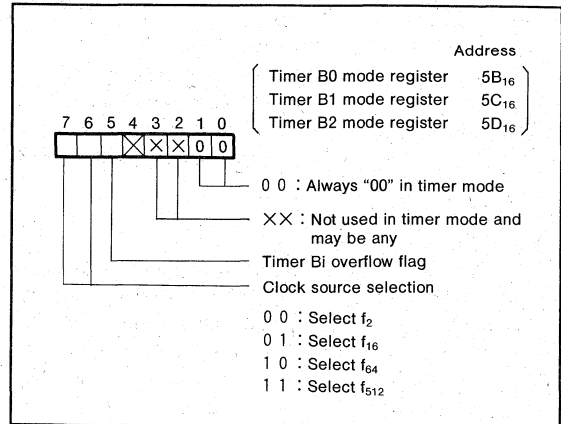 Address
Timer B0 mode register 5B₁₆
Timer B1 mode register 5C₁₆
Timer B2 mode register 5D₁₆
7 6 5 4 3 2 1 0
X X X 0 0
0 0 : Always “00” in timer mode
XX : Not used in timer mode and
may be any
Timer Bi overflow flag
Clock source selection
0 0 : Select f₂
0 1 : Select f₁₆
1 0 : Select f₆₄
1 1 : Select f₅₁₂